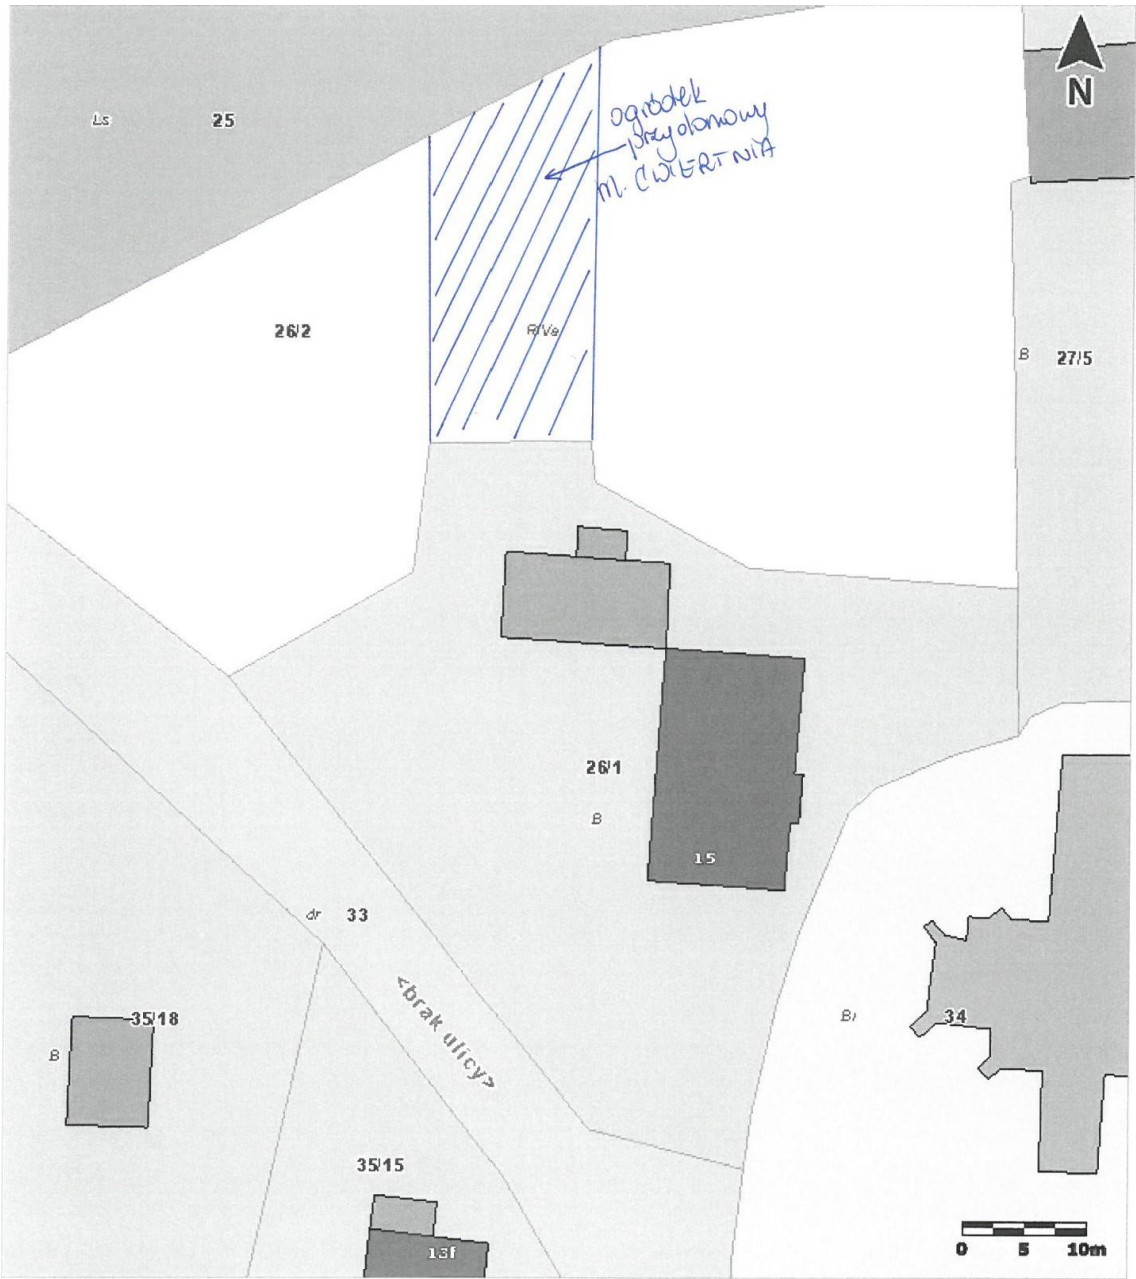 Ls 25
N
ogródek
przydomowy
M. ĆWIERTNIA
26/2
RIVa
B 27/5
26/1
B
15
dr 33
<brak ulicy>
35/18
B
Bi 34
35/15
13f
0 5 10m